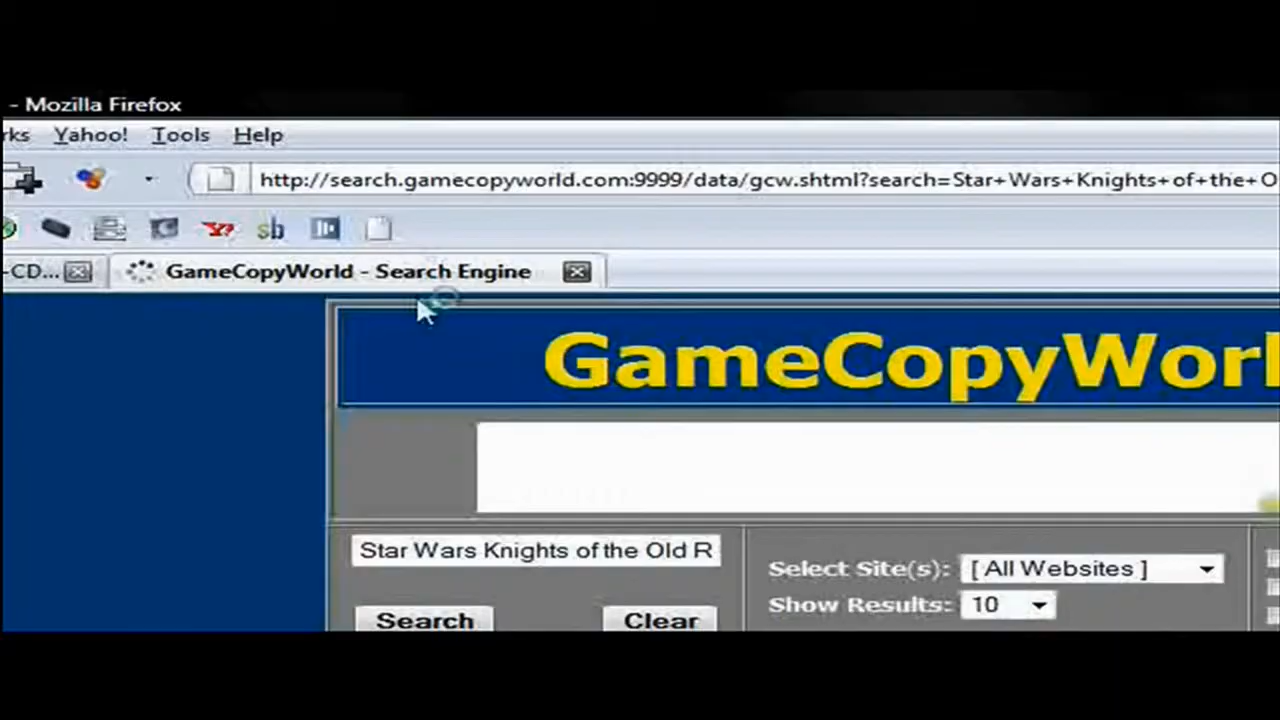 - Mozilla Firefox
rks Yahoo! Tools Help
http://search.gamecopyworld.com:9999/data/gcw.shtml?search=Star+Wars+Knights+of+the+O
sb
-CD... GameCopyWorld - Search Engine
GameCopyWorl
Star Wars Knights of the Old R
Select Site(s): [ All Websites ]
Show Results: 10
Search Clear